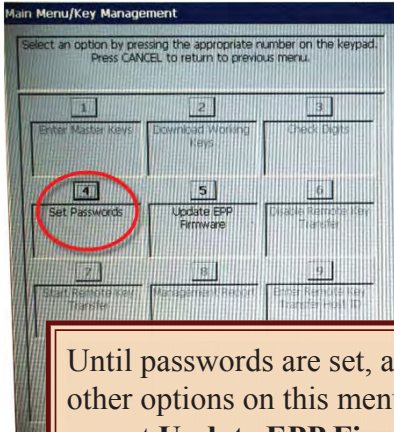 Main Menu/Key Management
Select an option by pressing the appropriate number on the keypad.
Press CANCEL to return to previous menu.
1 2 3
Enter Master Keys Download Working Check Digits
Keys
4 5 6
Set Passwords Update EPP Disable Remote Key
Firmware Transfer
7 8 9
Start Remote Key Management Report Enter Remote Key
Transfer Transfer Host ID
Until passwords are set, a
other options on this menu